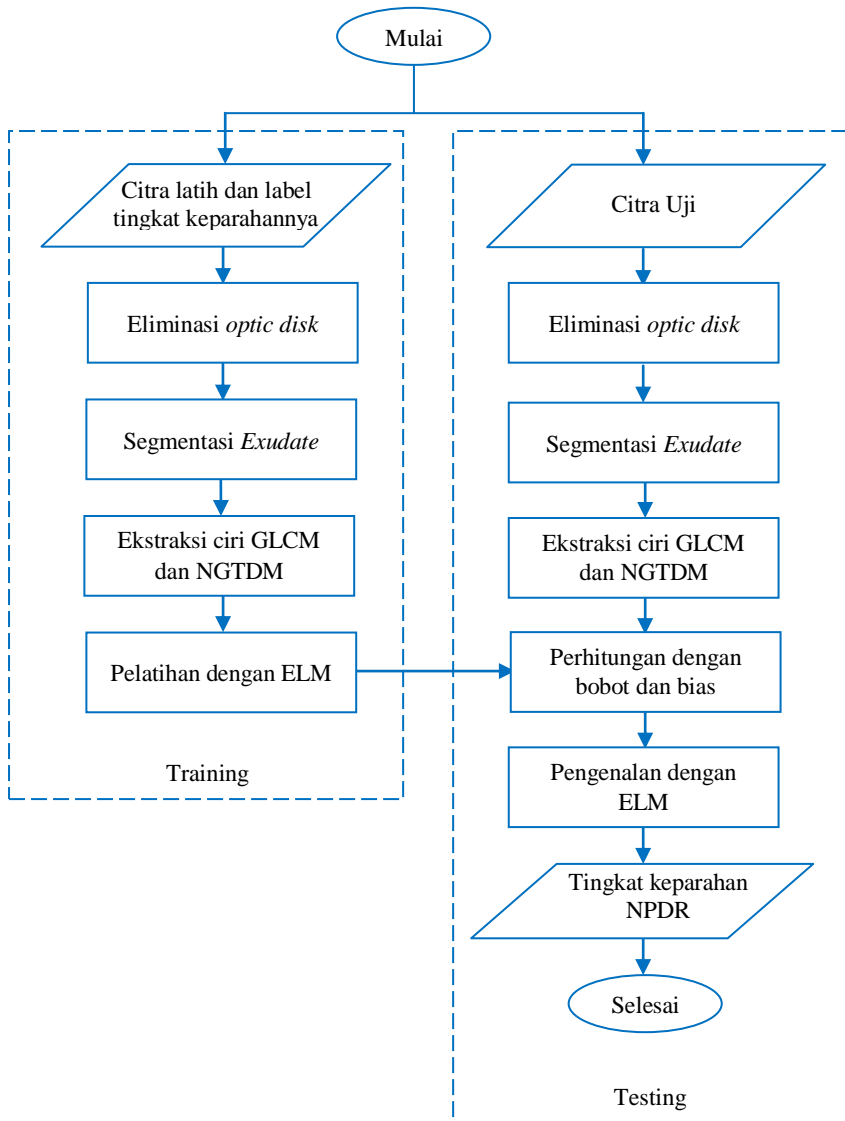 Mulai
Citra latih dan label
tingkat keparahannya
Eliminasi optic disk
Segmentasi Exudate
Ekstraksi ciri GLCM
dan NGTDM
Pelatihan dengan ELM
Training
Citra Uji
Eliminasi optic disk
Segmentasi Exudate
Ekstraksi ciri GLCM
dan NGTDM
Perhitungan dengan
bobot dan bias
Pengenalan dengan
ELM
Tingkat keparahan
NPDR
Selesai
Testing